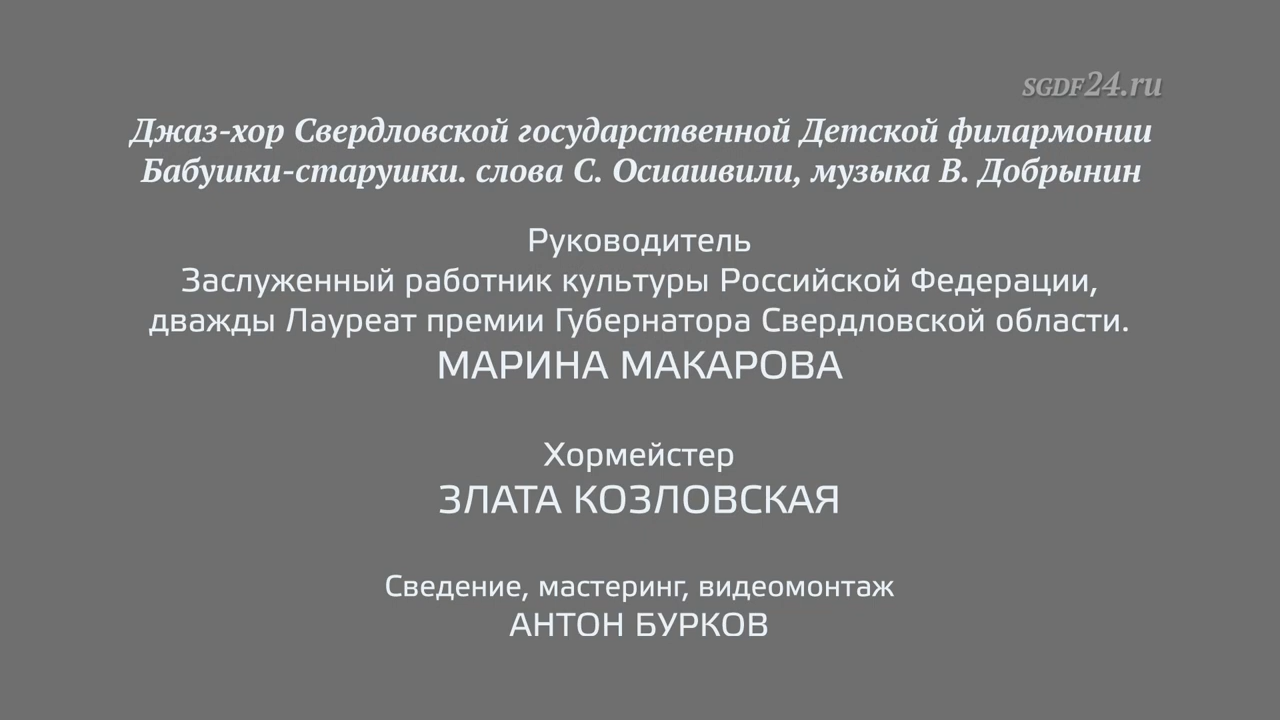 SGDF24.ru
Джаз-хор Свердловской государственной Детской филармонии
Бабушки-старушки. слова С. Осиашвили, музыка В. Добрынин
Руководитель
Заслуженный работник культуры Российской Федерации,
дважды Лауреат премии Губернатора Свердловской области.
МАРИНА МАКАРОВА
Хормейстер
ЗЛАТА КОЗЛОВСКАЯ
Сведение, мастеринг, видеомонтаж
АНТОН БУРКОВ